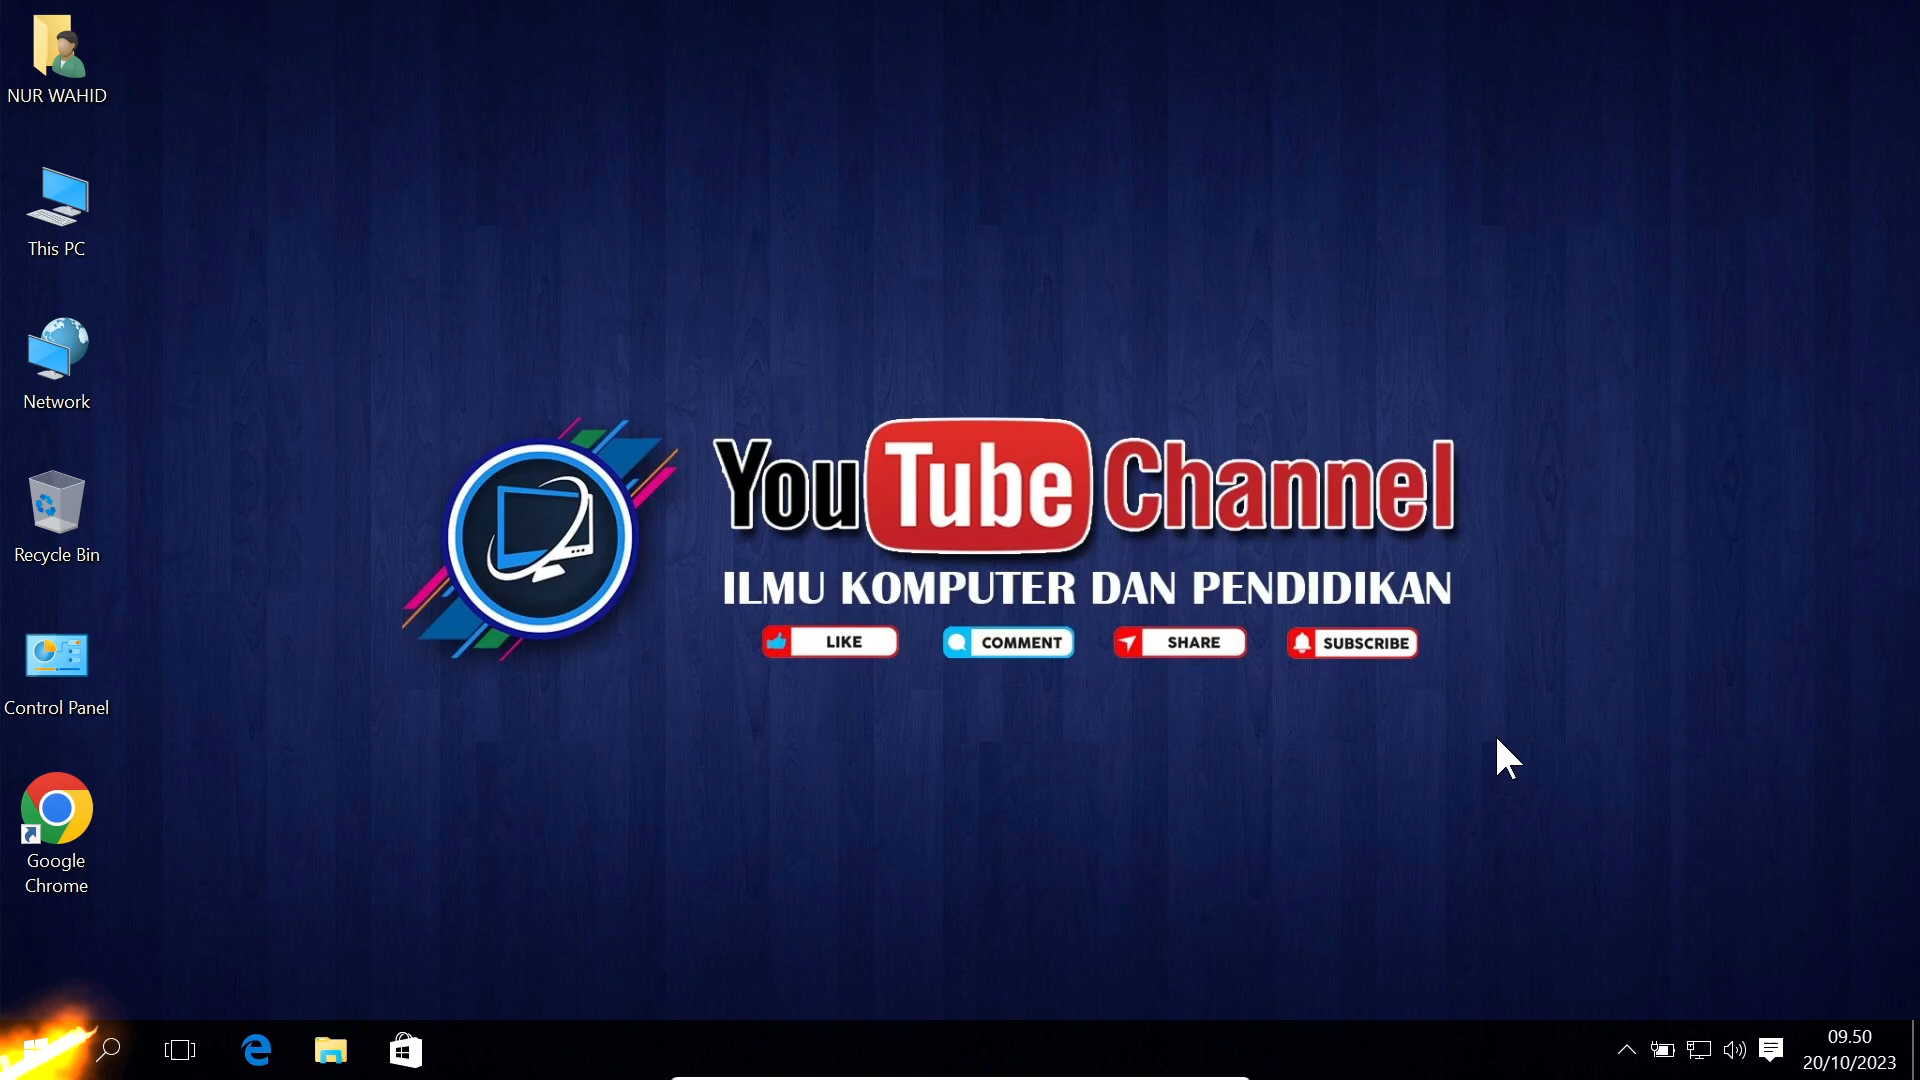 NUR WAHID
This PC
Network
Recycle Bin
Control Panel
Google
Chrome
YouTube Channel
ILMU KOMPUTER DAN PENDIDIKAN
LIKE
COMMENT
SHARE
SUBSCRIBE
09.50
20/10/2023